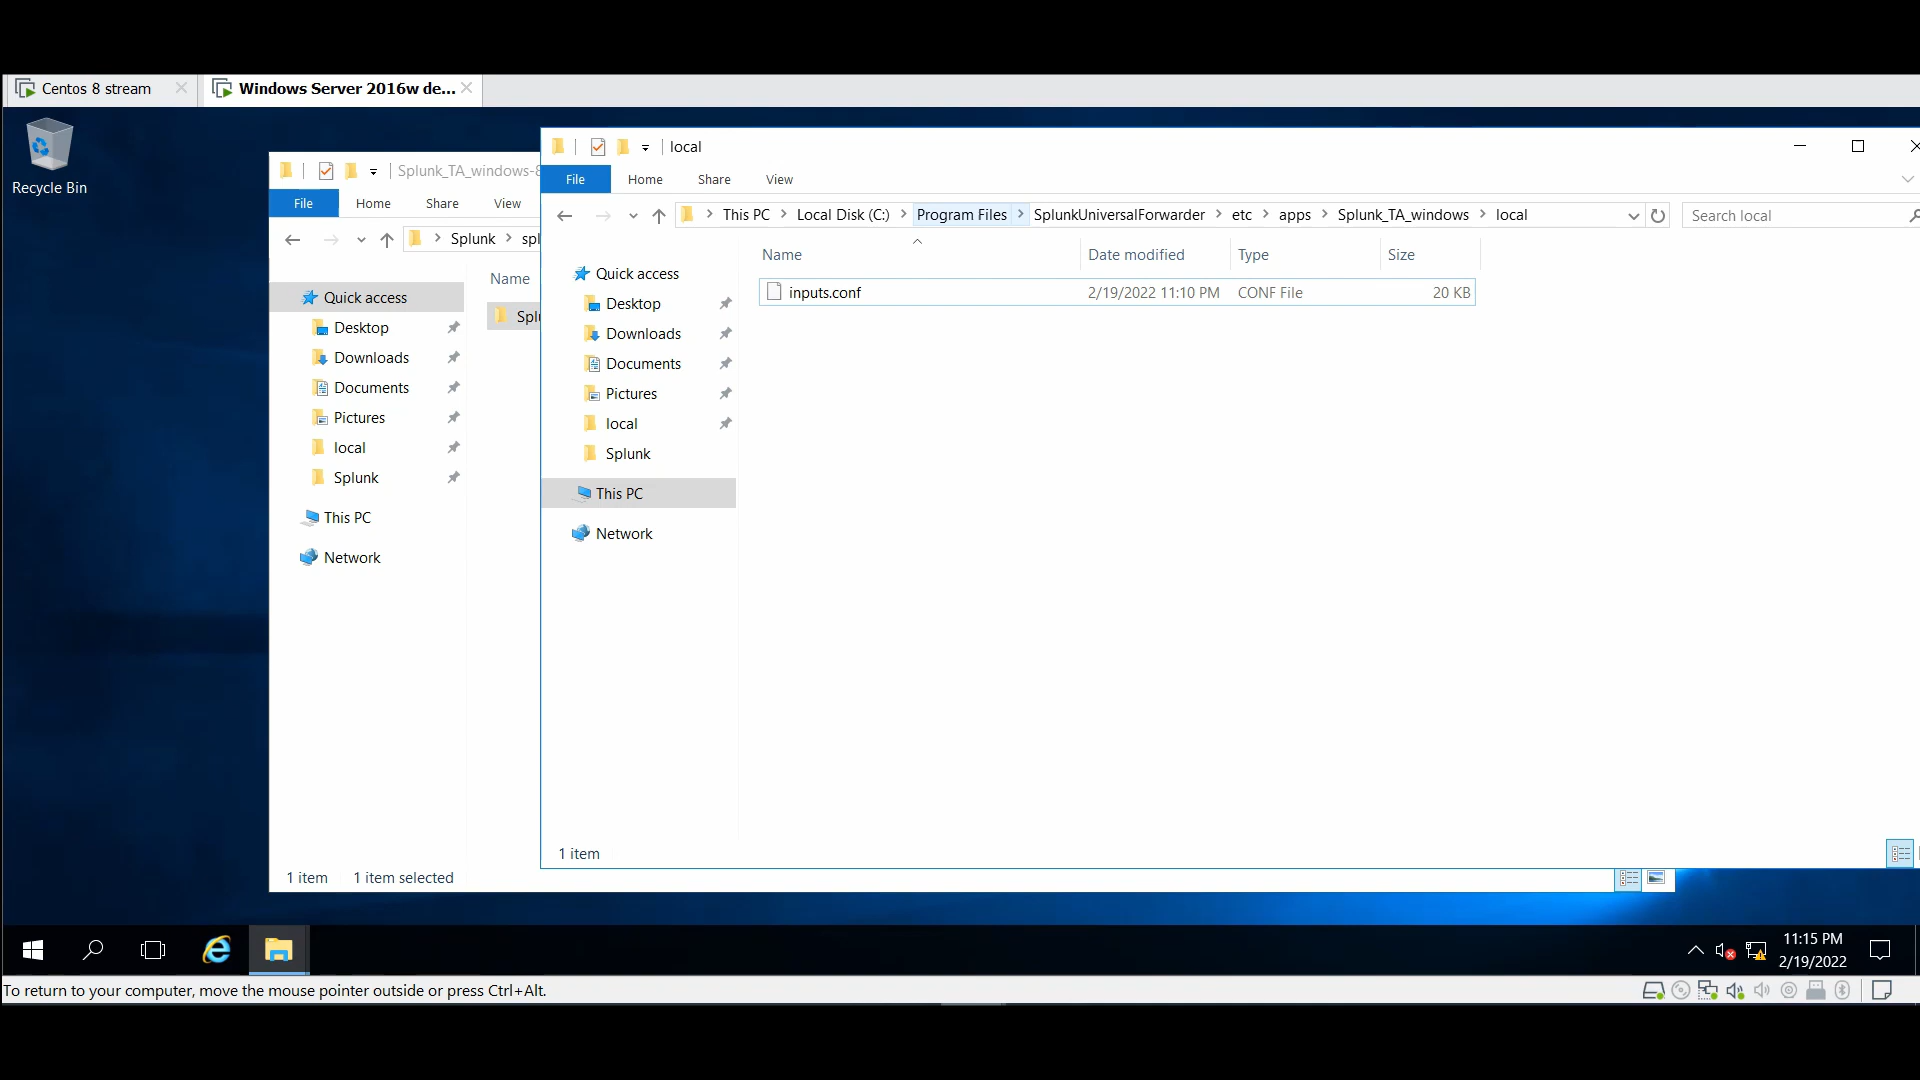 Centos 8 stream
Windows Server 2016w de...
Recycle Bin
Splunk_TA_windows-8
File
Home
Share
View
Splunk
spl
Name
Splu
Quick access
Desktop
Downloads
Documents
Pictures
local
Splunk
This PC
Network
1 item
1 item selected
local
File
Home
Share
View
This PC
Local Disk (C:)
Program Files
SplunkUniversalForwarder
etc
apps
Splunk_TA_windows
local
Search local
Name
Date modified
Type
Size
inputs.conf
2/19/2022 11:10 PM
CONF File
20 KB
Quick access
Desktop
Downloads
Documents
Pictures
local
Splunk
This PC
Network
1 item
11:15 PM
2/19/2022
To return to your computer, move the mouse pointer outside or press Ctrl+Alt.